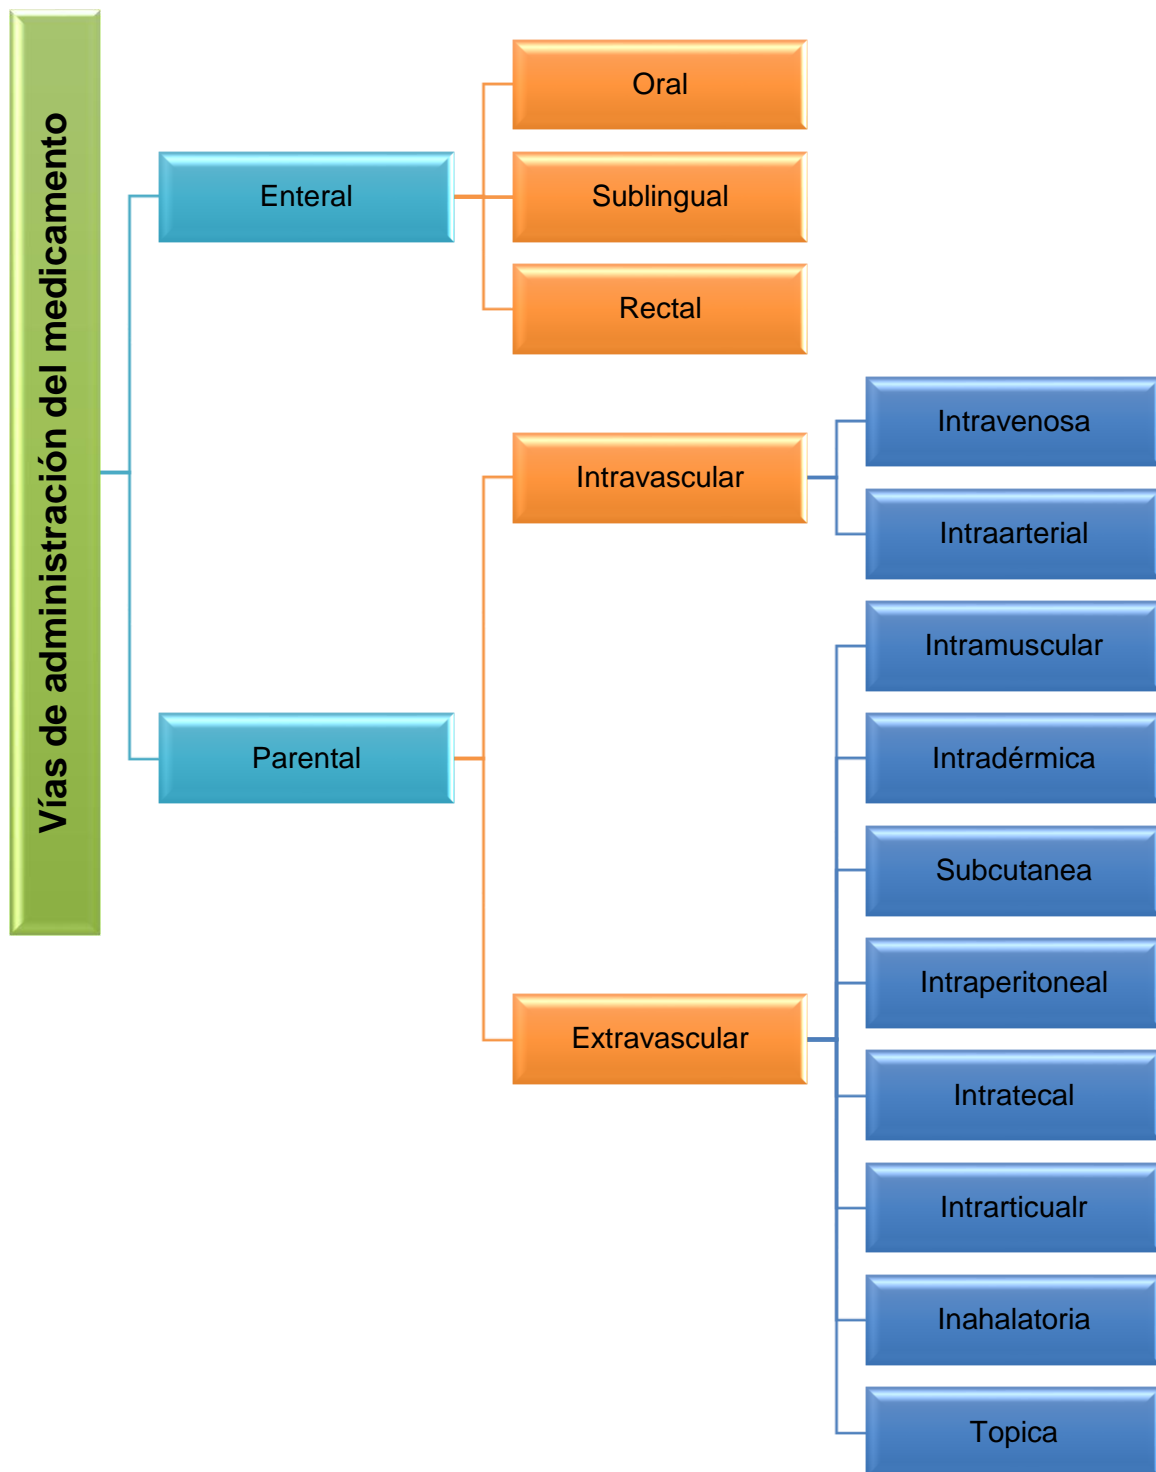 Vías de administración del medicamento
Enteral
Oral
Sublingual
Rectal
Parental
Intravascular
Intravenosa
Intraarterial
Extravascular
Intramuscular
Intradérmica
Subcutanea
Intraperitoneal
Intratecal
Intrarticualr
Inahalatoria
Topica